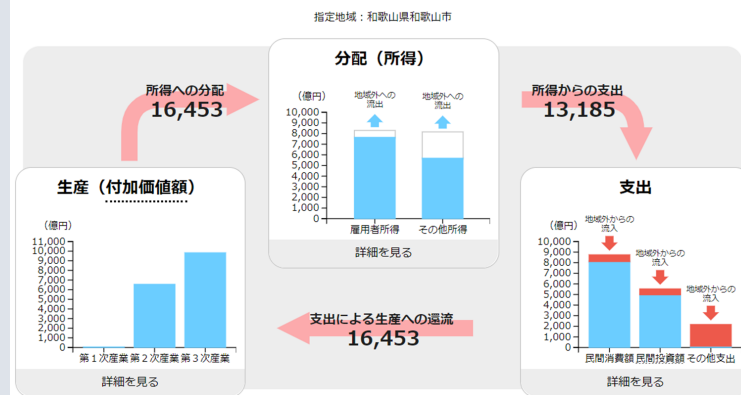 指定地域：和歌山県和歌山市
分配（所得）
（億円）
地域外への
流出
地域外への
流出
10,000
9,000
8,000
7,000
6,000
5,000
4,000
3,000
2,000
1,000
0
雇用者所得
その他所得
詳細を見る
所得への分配
16,453
所得からの支出
13,185
生産（付加価値額）
（億円）
11,000
10,000
9,000
8,000
7,000
6,000
5,000
4,000
3,000
2,000
1,000
0
第１次産業
第２次産業
第３次産業
詳細を見る
支出による生産への還流
16,453
支出
（億円）
地域外からの
流入
地域外からの
流入
地域外からの
流入
10,000
9,000
8,000
7,000
6,000
5,000
4,000
3,000
2,000
1,000
0
民間消費額
民間投資額
その他支出
詳細を見る